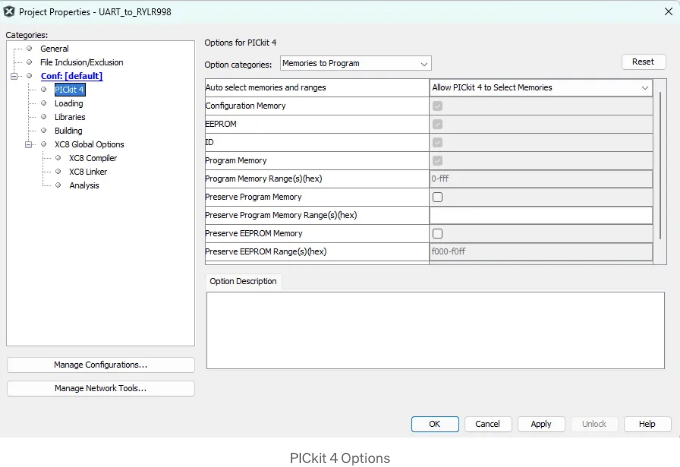 Project Properties - UART_to_RYLR998
Categories:
General
File Inclusion/Exclusion
Conf: [default]
PICkit 4
Loading
Libraries
Building
XC8 Global Options
XC8 Compiler
XC8 Linker
Analysis
Manage Configurations...
Manage Network Tools...
Options for PICkit 4
Option categories: Memories to Program Reset
Auto select memories and ranges Allow PICkit 4 to Select Memories
Configuration Memory
EEPROM
ID
Program Memory
Program Memory Range(s)(hex) 0-fff
Preserve Program Memory
Preserve Program Memory Range(s)(hex)
Preserve EEPROM Memory
Preserve EEPROM Range(s)(hex) f000-f0ff
Option Description
OK Cancel Apply Unlock Help
PICkit 4 Options